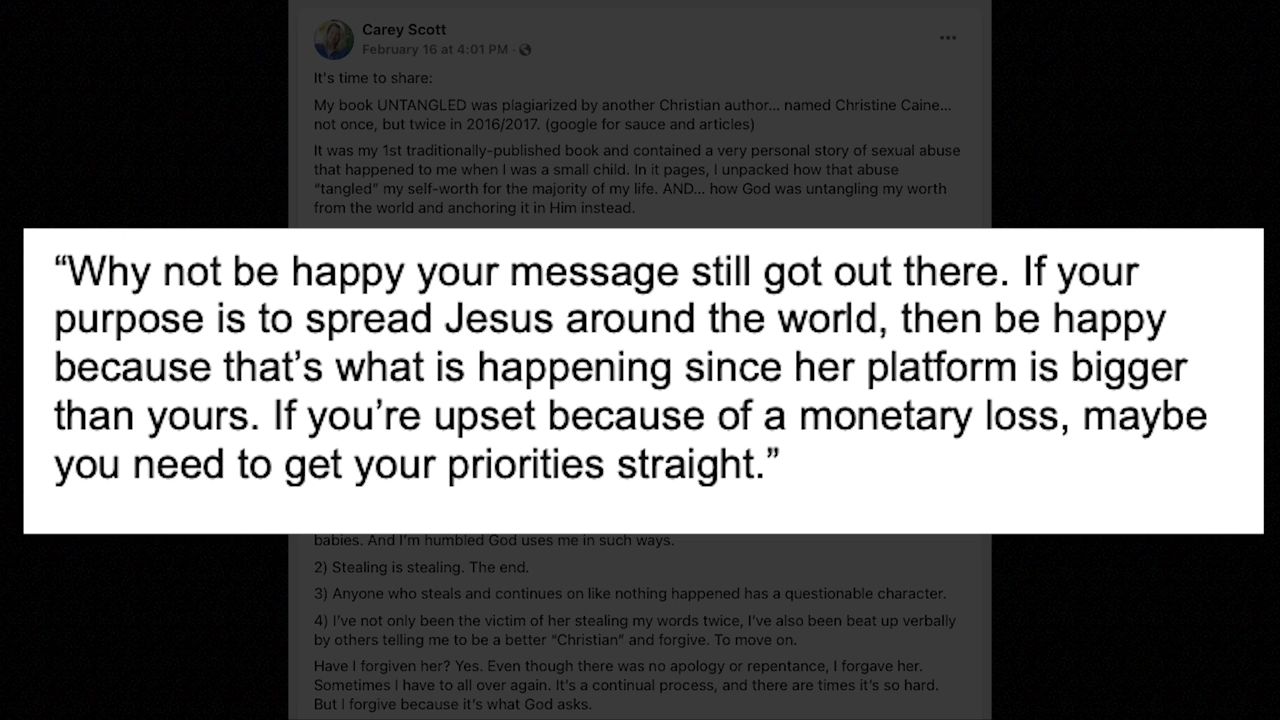 Carey Scott
February 16 at 4:01 PM ·
It's time to share:
My book UNTANGLED was plagiarized by another Christian author... named Christine Caine...
not once, but twice in 2016/2017. (google for sauce and articles)
It was my 1st traditionally-published book and contained a very personal story of sexual abuse
that happened to me when I was a small child. In it pages, I unpacked how that abuse
“tangled” my self-worth for the majority of my life. AND... how God was untangling my worth
from the world and anchoring it in Him instead.
“Why not be happy your message still got out there. If your
purpose is to spread Jesus around the world, then be happy
because that’s what is happening since her platform is bigger
than yours. If you’re upset because of a monetary loss, maybe
you need to get your priorities straight.”
babies. And I'm humbled God uses me in such ways.
2) Stealing is stealing. The end.
3) Anyone who steals and continues on like nothing happened has a questionable character.
4) I've not only been the victim of her stealing my words twice, I've also been beat up verbally
by others telling me to be a better “Christian” and forgive. To move on.
Have I forgiven her? Yes. Even though there was no apology or repentance, I forgave her.
Sometimes I have to all over again. It's a continual process, and there are times it's so hard.
But I forgive because it's what God asks.